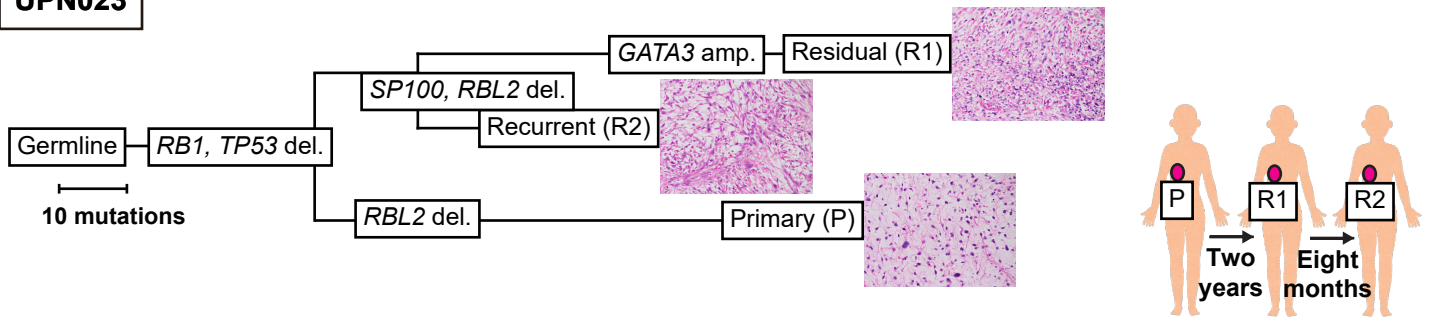 UPN023
GATA3 amp.
Residual (R1)
SP100, RBL2 del.
Recurrent (R2)
Germline
RB1, TP53 del.
10 mutations
RBL2 del.
Primary (P)
P
R1
R2
Two
years
Eight
months